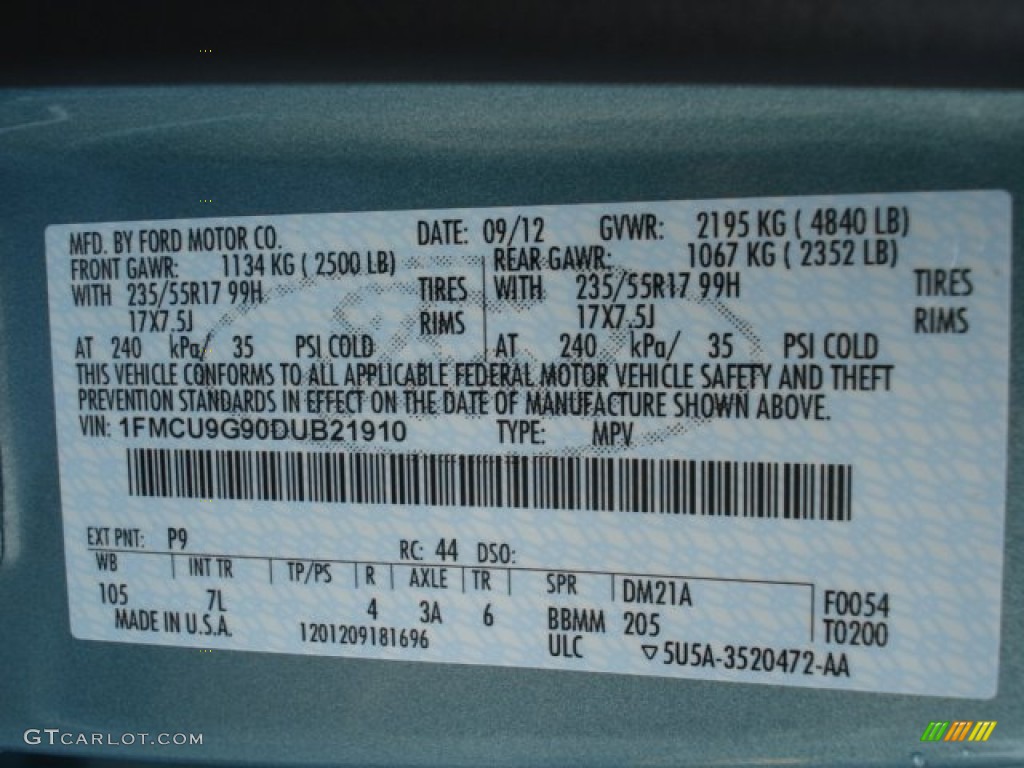 MFD. BY FORD MOTOR CO. DATE: 09/12 GVWR: 2195 KG ( 4840 LB)
FRONT GAWR: 1134 KG ( 2500 LB) REAR GAWR: 1067 KG ( 2352 LB)
WITH 235/55R17 99H TIRES WITH 235/55R17 99H TIRES
17X7.5J RIMS 17X7.5J RIMS
AT 240 kPa/ 35 PSI COLD AT 240 kPa/ 35 PSI COLD
THIS VEHICLE CONFORMS TO ALL APPLICABLE FEDERAL MOTOR VEHICLE SAFETY AND THEFT
PREVENTION STANDARDS IN EFFECT ON THE DATE OF MANUFACTURE SHOWN ABOVE.
VIN: 1FMCU9G90DUB21910 TYPE: MPV
EXT PNT: P9 RC: 44 DSO:
WB INT TR TP/PS R AXLE TR SPR DM21A F0054
105 7L 4 3A 6 BBMM 205 T0200
MADE IN U.S.A. 1201209181696 ULC ▽5U5A-3520472-AA
GTCARLOT.COM